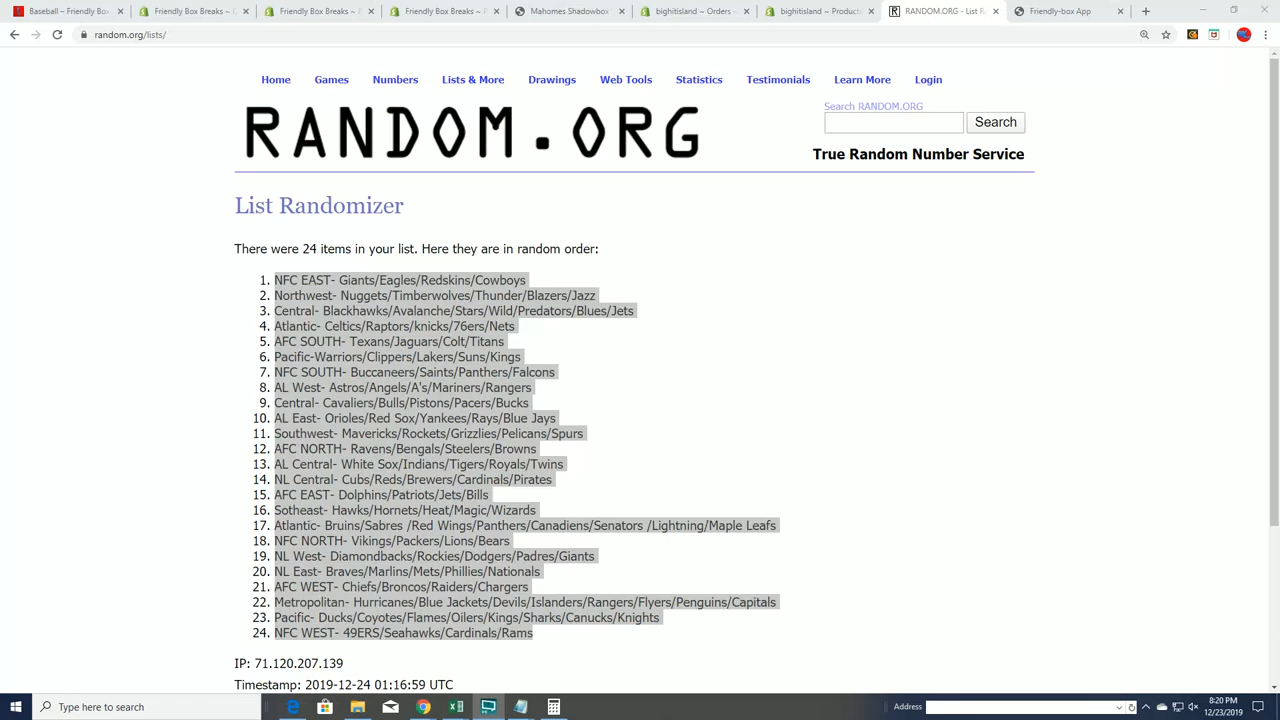 Baseball – Friendly Box
Friendly Box Breaks ~
Friendly Box Breaks ~ P
Friendly Box Breaks ~ P
Mahomes Shadowbox
bightisland ~ Orders ~
bightisland ~ Product
RANDOM.ORG - List R
Friendly-box App
random.org/lists/
Home Games Numbers Lists & More Drawings Web Tools Statistics Testimonials Learn More Login
RANDOM.ORG
Search RANDOM.ORG
Search
True Random Number Service
List Randomizer
There were 24 items in your list. Here they are in random order:
1. NFC EAST- Giants/Eagles/Redskins/Cowboys
2. Northwest- Nuggets/Timberwolves/Thunder/Blazers/Jazz
3. Central- Blackhawks/Avalanche/Stars/Wild/Predators/Blues/Jets
4. Atlantic- Celtics/Raptors/knicks/76ers/Nets
5. AFC SOUTH- Texans/Jaguars/Colt/Titans
6. Pacific-Warriors/Clippers/Lakers/Suns/Kings
7. NFC SOUTH- Buccaneers/Saints/Panthers/Falcons
8. AL West- Astros/Angels/A's/Mariners/Rangers
9. Central- Cavaliers/Bulls/Pistons/Pacers/Bucks
10. AL East- Orioles/Red Sox/Yankees/Rays/Blue Jays
11. Southwest- Mavericks/Rockets/Grizzlies/Pelicans/Spurs
12. AFC NORTH- Ravens/Bengals/Steelers/Browns
13. AL Central- White Sox/Indians/Tigers/Royals/Twins
14. NL Central- Cubs/Reds/Brewers/Cardinals/Pirates
15. AFC EAST- Dolphins/Patriots/Jets/Bills
16. Sotheast- Hawks/Hornets/Heat/Magic/Wizards
17. Atlantic- Bruins/Sabres /Red Wings/Panthers/Canadiens/Senators /Lightning/Maple Leafs
18. NFC NORTH- Vikings/Packers/Lions/Bears
19. NL West- Diamondbacks/Rockies/Dodgers/Padres/Giants
20. NL East- Braves/Marlins/Mets/Phillies/Nationals
21. AFC WEST- Chiefs/Broncos/Raiders/Chargers
22. Metropolitan- Hurricanes/Blue Jackets/Devils/Islanders/Rangers/Flyers/Penguins/Capitals
23. Pacific- Ducks/Coyotes/Flames/Oilers/Kings/Sharks/Canucks/Knights
24. NFC WEST- 49ERS/Seahawks/Cardinals/Rams
IP: 71.120.207.139
Timestamp: 2019-12-24 01:16:59 UTC
Type here to search
Address
8:20 PM
12/23/2019